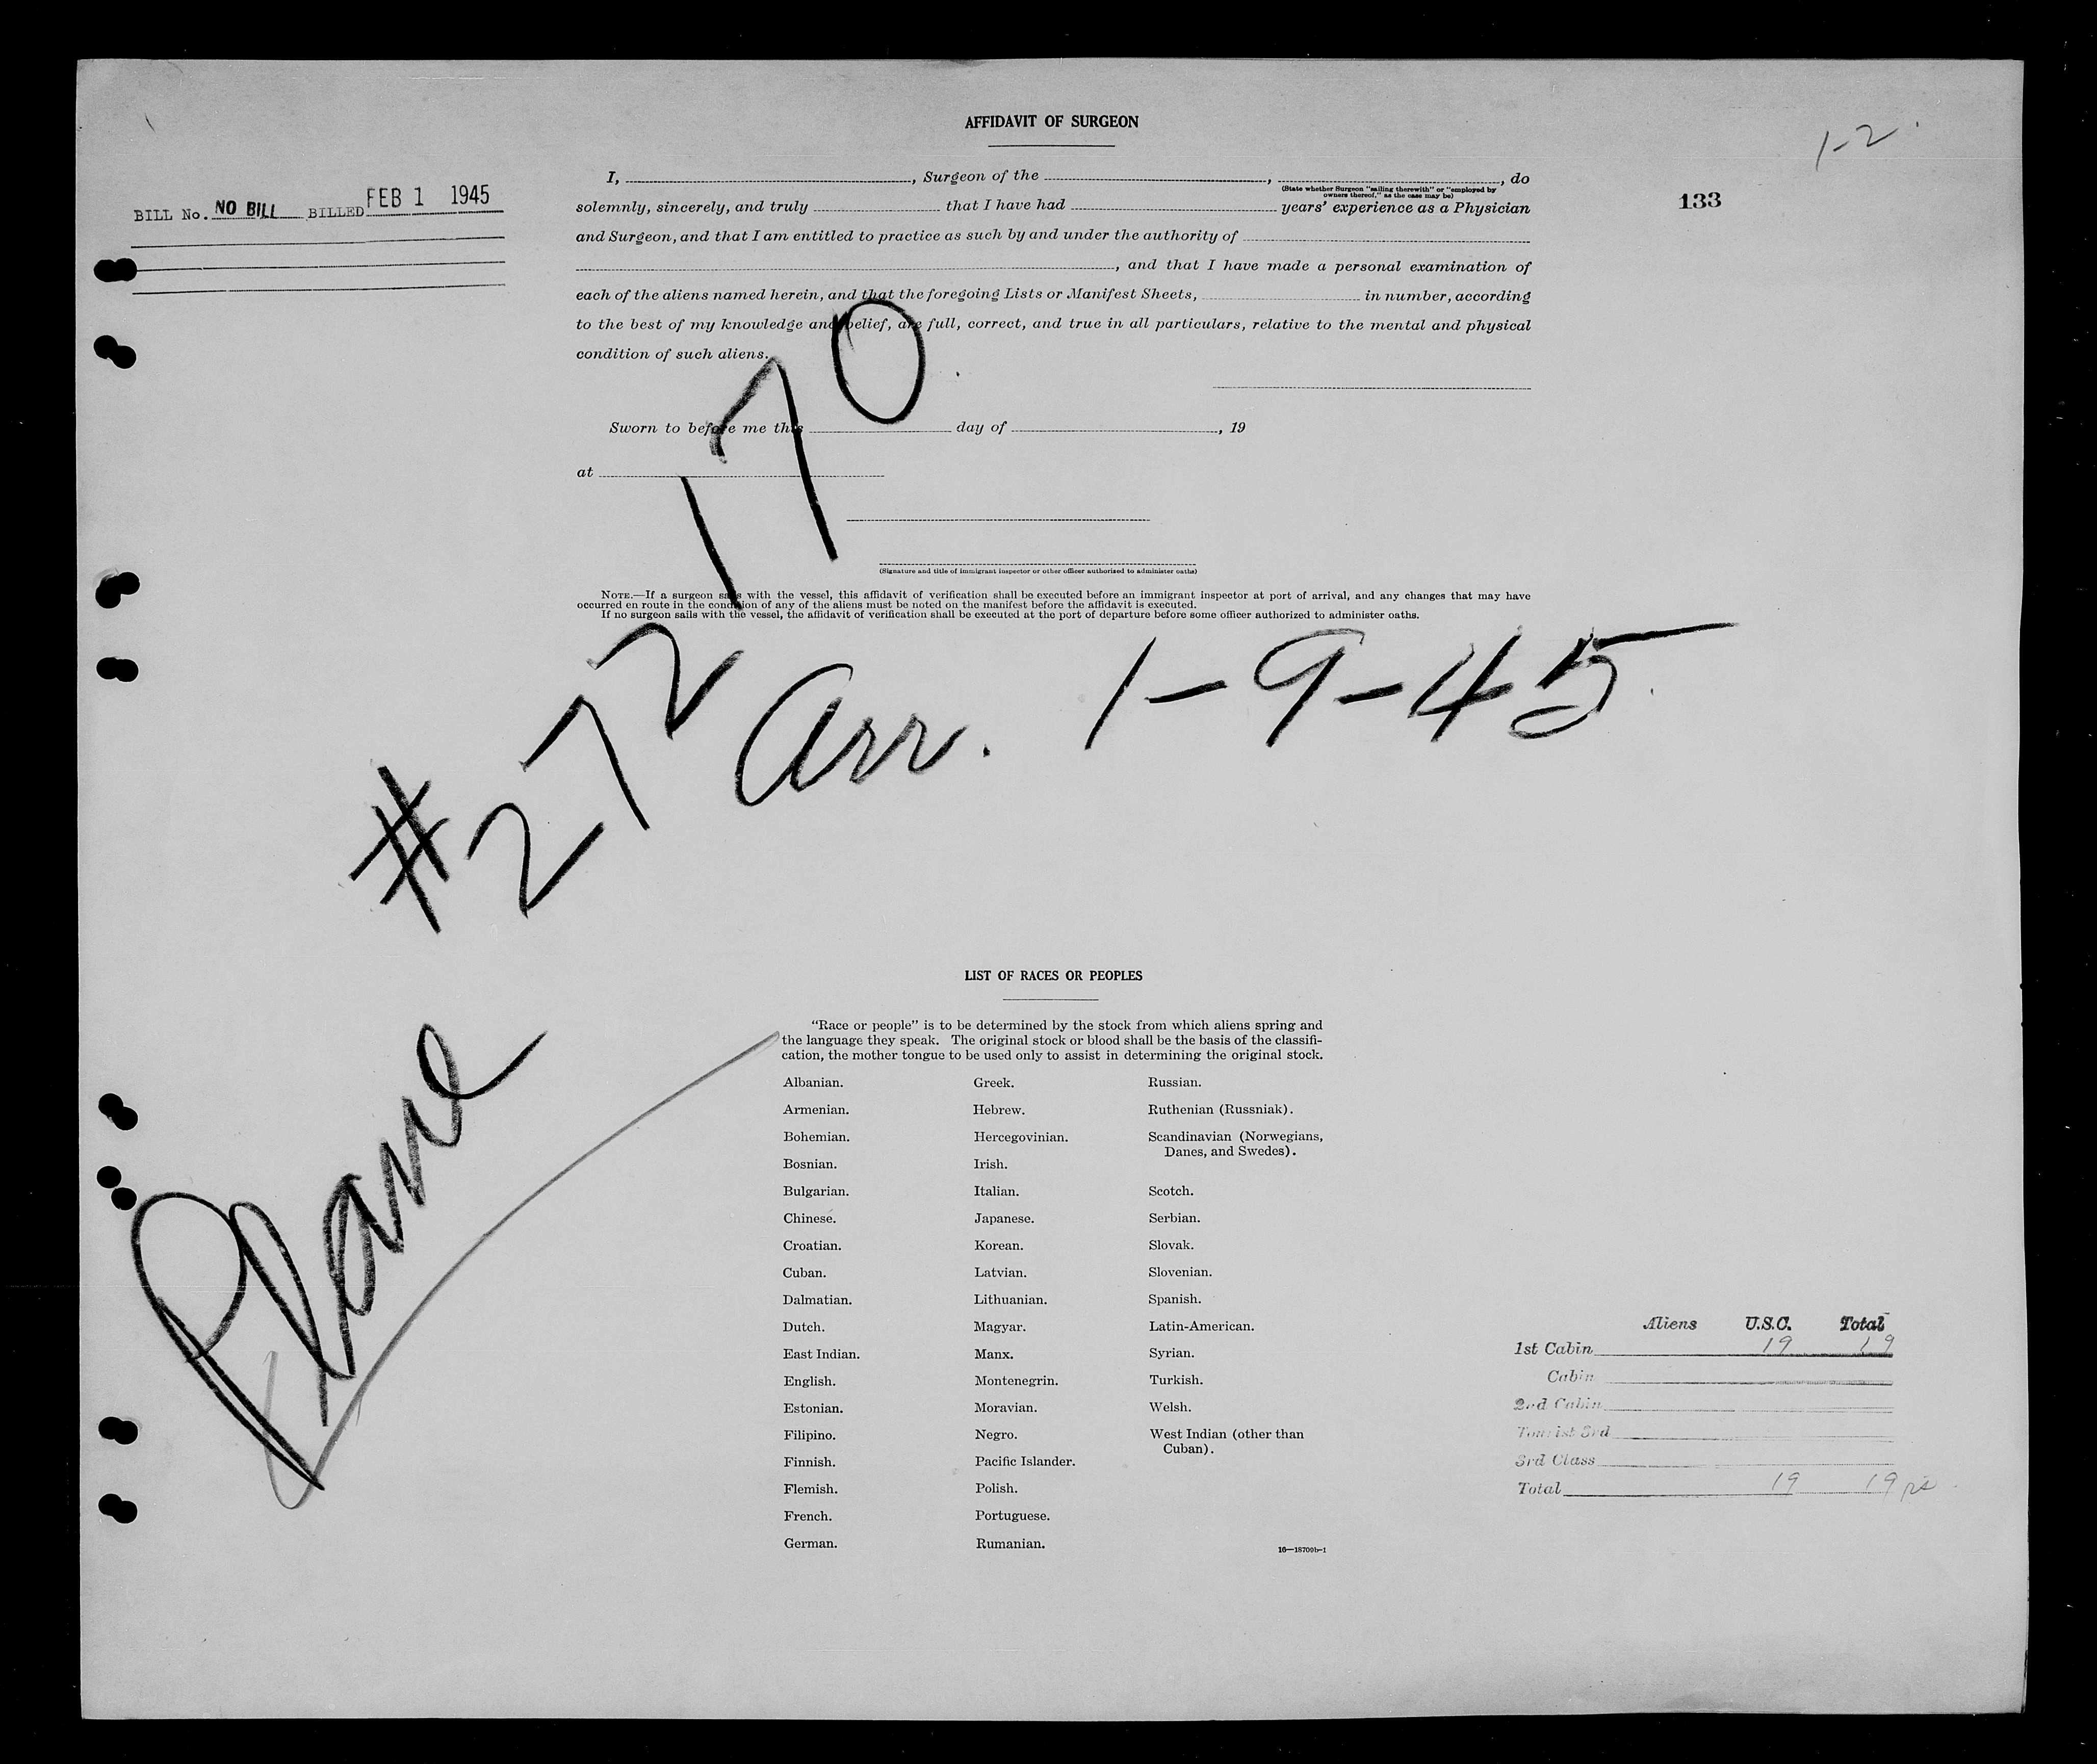 AFFIDAVIT OF SURGEON
1-2
133
BILL No. NO BILL BILLED FEB 1 1945
I, , Surgeon of the , , do
(State whether Surgeon "sailing therewith" or "employed by
owners thereof," as the case may be)
solemnly, sincerely, and truly that I have had years' experience as a Physician
and Surgeon, and that I am entitled to practice as such by and under the authority of
, and that I have made a personal examination of
each of the aliens named herein, and that the foregoing Lists or Manifest Sheets, in number, according
to the best of my knowledge and belief, are full, correct, and true in all particulars, relative to the mental and physical
condition of such aliens.
Sworn to before me this day of , 19
at
(Signature and title of immigrant inspector or other officer authorized to administer oaths)
NOTE.—If a surgeon sails with the vessel, this affidavit of verification shall be executed before an immigrant inspector at port of arrival, and any changes that may have
occurred en route in the condition of any of the aliens must be noted on the manifest before the affidavit is executed.
If no surgeon sails with the vessel, the affidavit of verification shall be executed at the port of departure before some officer authorized to administer oaths.
Plane #272 170
arr. 1-9-45
LIST OF RACES OR PEOPLES
"Race or people" is to be determined by the stock from which aliens spring and
the language they speak. The original stock or blood shall be the basis of the classifi-
cation, the mother tongue to be used only to assist in determining the original stock.
Albanian.
Armenian.
Bohemian.
Bosnian.
Bulgarian.
Chinese.
Croatian.
Cuban.
Dalmatian.
Dutch.
East Indian.
English.
Estonian.
Filipino.
Finnish.
Flemish.
French.
German.
Greek.
Hebrew.
Hercegovinian.
Irish.
Italian.
Japanese.
Korean.
Latvian.
Lithuanian.
Magyar.
Manx.
Montenegrin.
Moravian.
Negro.
Pacific Islander.
Polish.
Portuguese.
Rumanian.
Russian.
Ruthenian (Russniak).
Scandinavian (Norwegians,
Danes, and Swedes).
Scotch.
Serbian.
Slovak.
Slovenian.
Spanish.
Latin-American.
Syrian.
Turkish.
Welsh.
West Indian (other than
Cuban).
16—18709b-1
Aliens U.S.C. Total
1st Cabin 19 19
Cabin
2nd Cabin
Tourist 3rd
3rd Class
Total 19 19